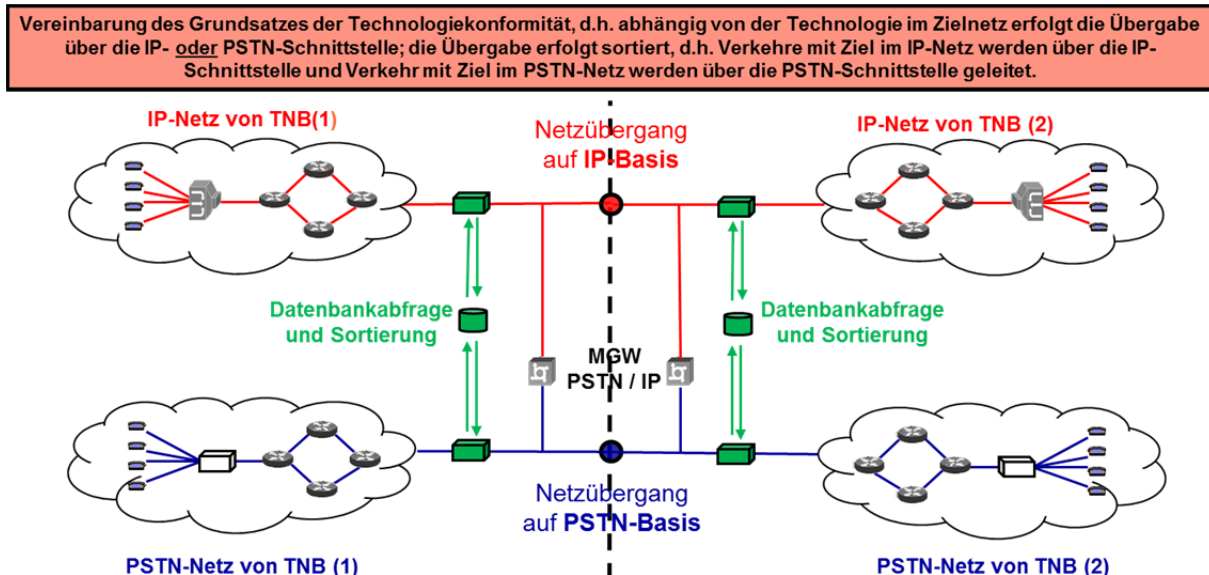 Vereinbarung des Grundsatzes der Technologiekonformität, d.h. abhängig von der Technologie im Zielnetz erfolgt die Übergabe
über die IP- oder PSTN-Schnittstelle; die Übergabe erfolgt sortiert, d.h. Verkehre mit Ziel im IP-Netz werden über die IP-
Schnittstelle und Verkehr mit Ziel im PSTN-Netz werden über die PSTN-Schnittstelle geleitet.
IP-Netz von TNB(1)
Netzübergang
auf IP-Basis
IP-Netz von TNB (2)
Datenbankabfrage
und Sortierung
Datenbankabfrage
und Sortierung
MGW
PSTN / IP
Netzübergang
auf PSTN-Basis
PSTN-Netz von TNB (1)
PSTN-Netz von TNB (2)